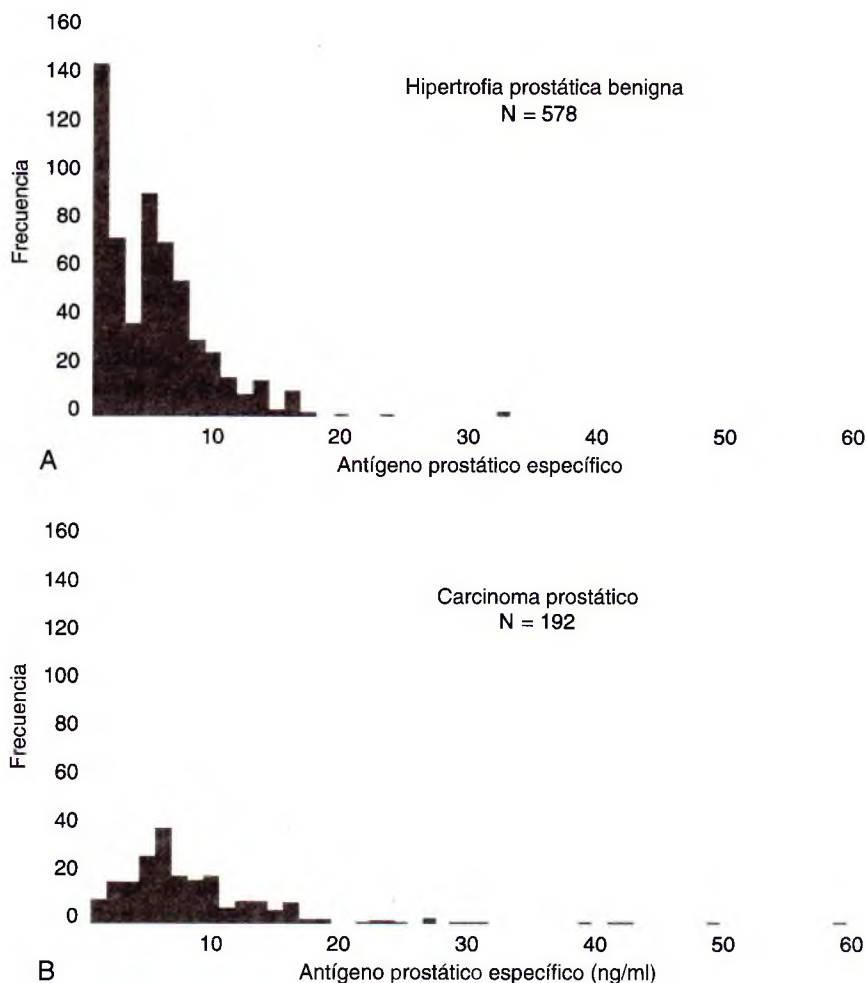 160
140
120
100
80
60
40
20
0
Frecuencia
Hipertrofia prostática benigna
N = 578
10 20 30 40 50 60
A
Antígeno prostático específico
160
140
120
100
80
60
40
20
0
Frecuencia
Carcinoma prostático
N = 192
10 20 30 40 50 60
B
Antígeno prostático específico (ng/ml)